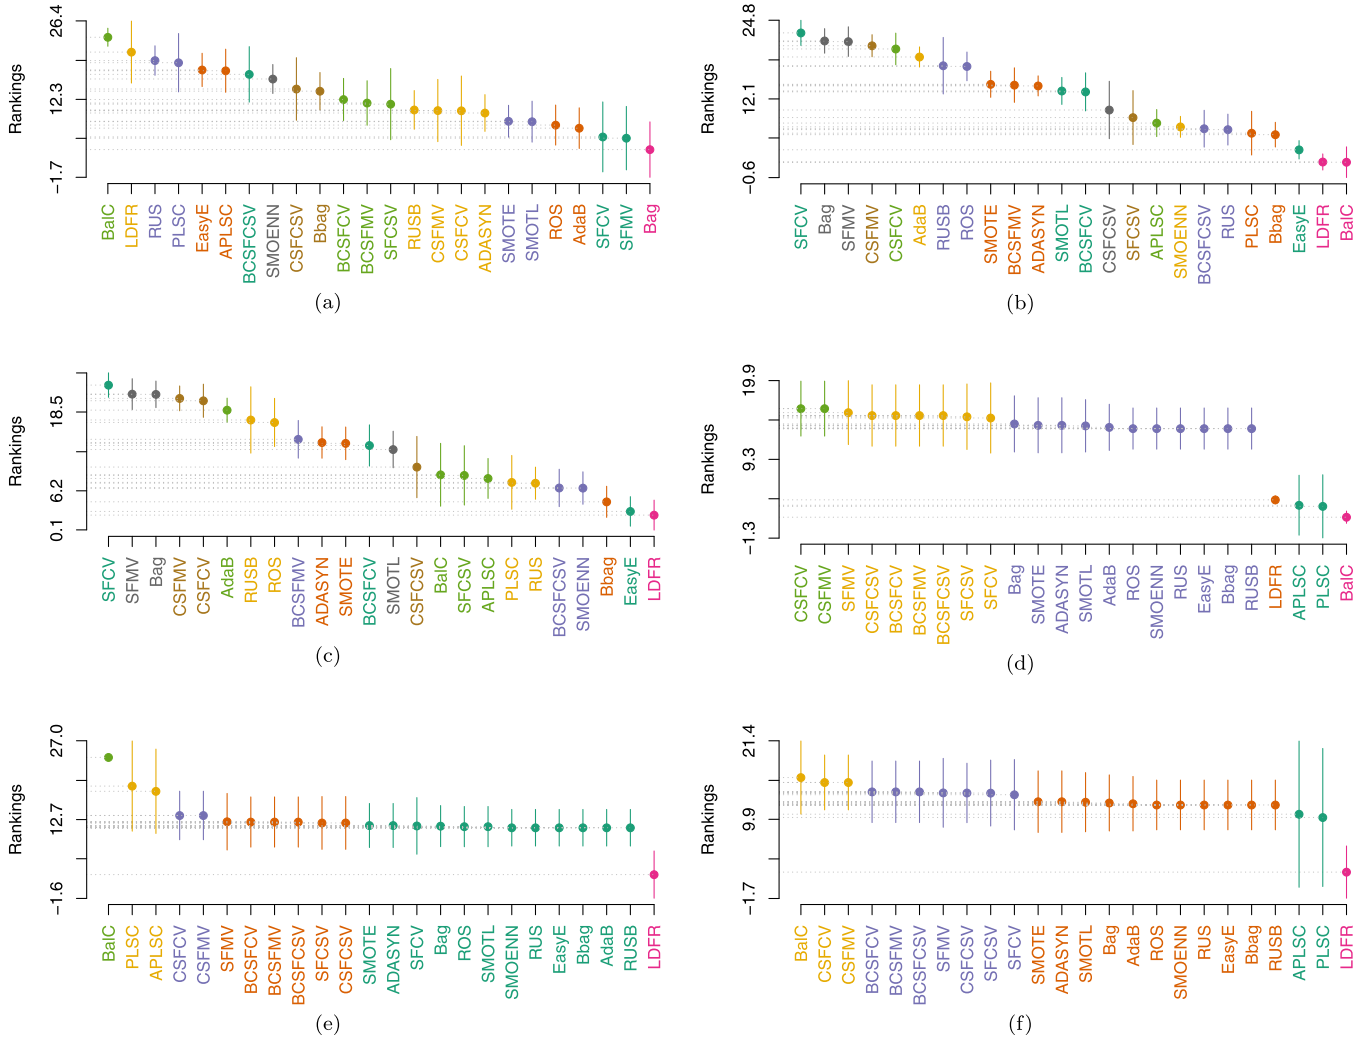 Rankings
26.4
12.3
−1.7
BalC
LDFR
RUS
PLSC
EasyE
APLSC
BCSFCSV
SMOENN
CSFCSV
Bbag
BCSFCV
BCSFMV
SFCSV
RUSB
CSFMV
CSFCV
ADASYN
SMOTE
SMOTL
ROS
AdaB
SFCV
SFMV
Bag
(a)
Rankings
24.8
12.1
−0.6
SFCV
Bag
SFMV
CSFMV
CSFCV
AdaB
RUSB
ROS
SMOTE
BCSFMV
ADASYN
SMOTL
BCSFCV
CSFCSV
SFCSV
APLSC
SMOENN
BCSFCSV
RUS
PLSC
Bbag
EasyE
LDFR
BalC
(b)
Rankings
18.5
6.2
0.1
SFCV
SFMV
Bag
CSFMV
CSFCV
AdaB
RUSB
ROS
BCSFMV
ADASYN
SMOTE
BCSFCV
SMOTL
CSFCSV
BalC
SFCSV
APLSC
PLSC
RUS
BCSFCSV
SMOENN
Bbag
EasyE
LDFR
(c)
Rankings
19.9
9.3
−1.3
CSFCV
CSFMV
SFMV
CSFCSV
BCSFCV
BCSFMV
BCSFCSV
SFCSV
SFCV
Bag
SMOTE
ADASYN
SMOTL
AdaB
ROS
SMOENN
RUS
EasyE
Bbag
RUSB
LDFR
APLSC
PLSC
BalC
(d)
Rankings
27.0
12.7
−1.6
BalC
PLSC
APLSC
CSFCV
CSFMV
SFMV
BCSFCV
BCSFMV
BCSFCSV
SFCSV
CSFCSV
SMOTE
ADASYN
SFCV
Bag
ROS
SMOTL
SMOENN
RUS
EasyE
Bbag
AdaB
RUSB
LDFR
(e)
Rankings
21.4
9.9
−1.7
BalC
CSFCV
CSFMV
BCSFCV
BCSFMV
BCSFCSV
SFMV
CSFCSV
SFCSV
SFCV
SMOTE
ADASYN
SMOTL
Bag
AdaB
ROS
SMOENN
RUS
EasyE
Bbag
RUSB
APLSC
PLSC
LDFR
(f)